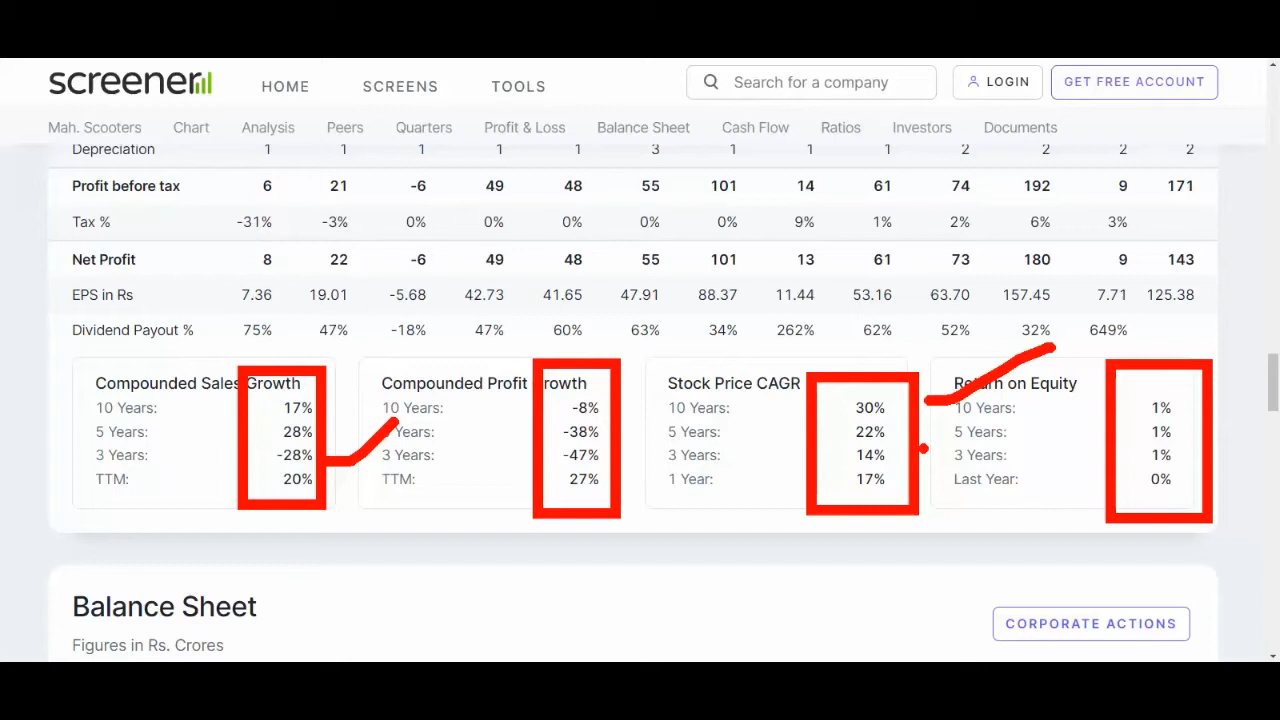 screener
HOME SCREENS TOOLS Search for a company LOGIN GET FREE ACCOUNT
Mah. Scooters Chart Analysis Peers Quarters Profit & Loss Balance Sheet Cash Flow Ratios Investors Documents
Depreciation 1 1 1 1 1 3 1 1 1 2 2 2 2
Profit before tax 6 21 -6 49 48 55 101 14 61 74 192 9 171
Tax % -31% -3% 0% 0% 0% 0% 0% 9% 1% 2% 6% 3%
Net Profit 8 22 -6 49 48 55 101 13 61 73 180 9 143
EPS in Rs 7.36 19.01 -5.68 42.73 41.65 47.91 88.37 11.44 53.16 63.70 157.45 7.71 125.38
Dividend Payout % 75% 47% -18% 47% 60% 63% 34% 262% 62% 52% 32% 649%
Compounded Sales Growth
10 Years: 17%
5 Years: 28%
3 Years: -28%
TTM: 20%
Compounded Profit Growth
10 Years: -8%
Years: -38%
3 Years: -47%
TTM: 27%
Stock Price CAGR
10 Years: 30%
5 Years: 22%
3 Years: 14%
1 Year: 17%
Return on Equity
10 Years: 1%
5 Years: 1%
3 Years: 1%
Last Year: 0%
Balance Sheet
Figures in Rs. Crores
CORPORATE ACTIONS